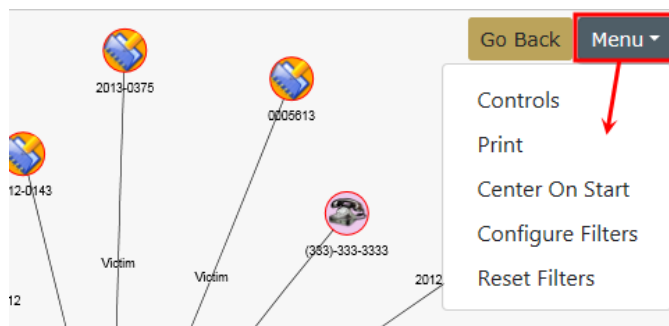 Go Back
Menu
2013-0375
Controls
0005613
Print
12-0143
Center On Start
Configure Filters
(333)-333-3333
Victim
Victim
2012
Reset Filters
12